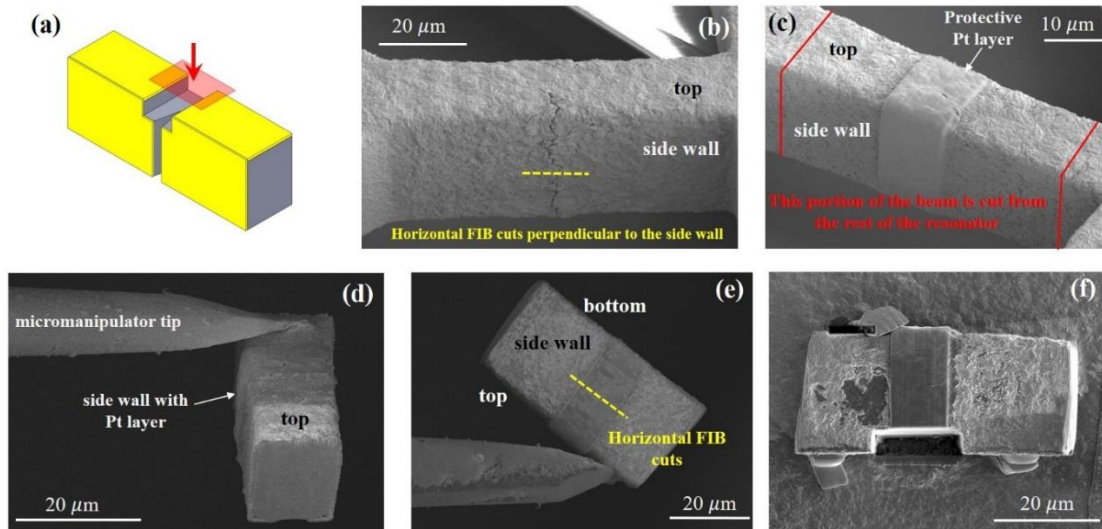 (a)
20 μm
(b)
top
side wall
Horizontal FIB cuts perpendicular to the side wall
(c)
Protective
Pt layer
10 μm
top
side wall
This portion of the beam is cut from
the rest of the resonator
(d)
micromanipulator tip
side wall with
Pt layer
top
20 μm
(e)
bottom
side wall
top
Horizontal FIB
cuts
20 μm
(f)
20 μm